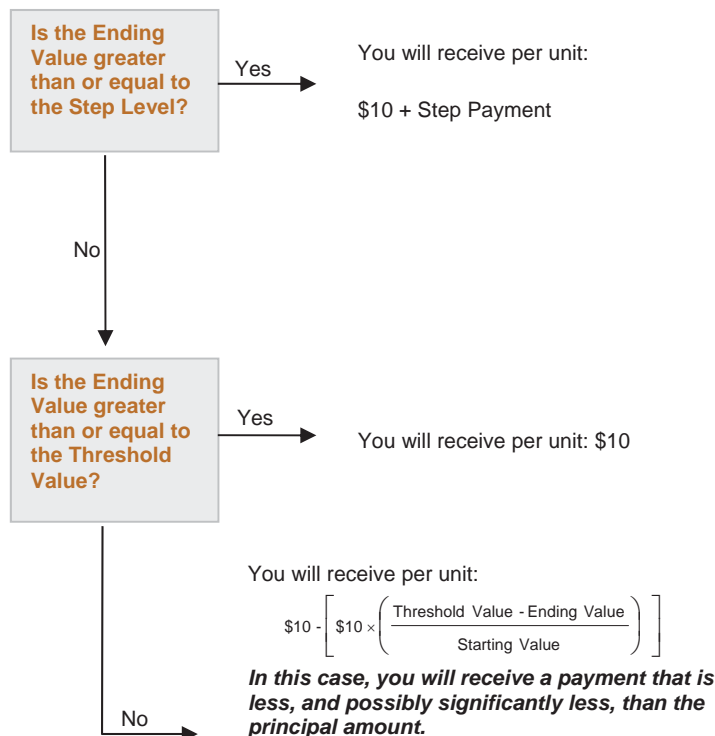 Is the Ending
Value greater
than or equal to
the Step Level?
Yes
You will receive per unit:
$10 + Step Payment
No
Is the Ending
Value greater
than or equal to
the Threshold
Value?
Yes
You will receive per unit: $10
You will receive per unit:
$10 - [ $10 × ( Threshold Value - Ending Value / Starting Value ) ]
In this case, you will receive a payment that is
less, and possibly significantly less, than the
principal amount.
No